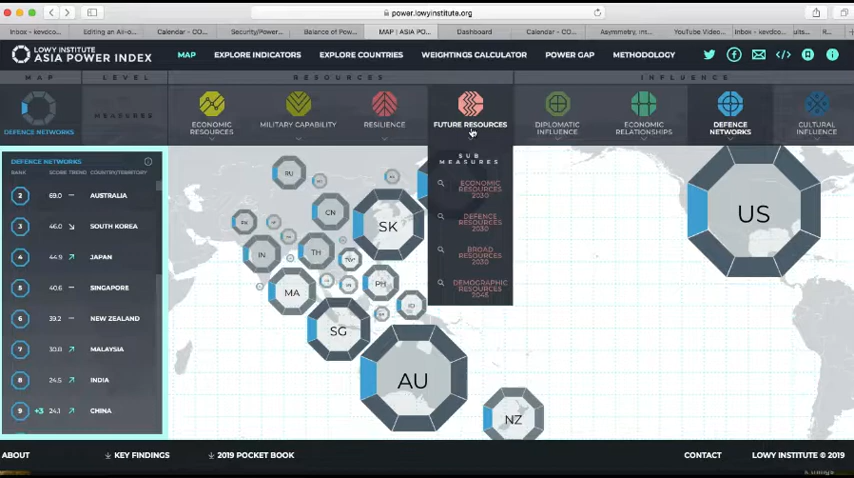 power.lowyinstitute.org
Inbox - kevdco...
Editing an All-o...
Calendar - CO...
Security/Power...
Balance of Pow...
MAP | ASIA PO...
Dashboard
Calendar - CO...
Asymmetry, ins...
YouTube Video...
Inbox - kevdco...
LOWY INSTITUTE
ASIA POWER INDEX
MAP
EXPLORE INDICATORS
EXPLORE COUNTRIES
WEIGHTINGS CALCULATOR
POWER GAP
METHODOLOGY
MAP
LEVEL
RESOURCES
INFLUENCE
DEFENCE NETWORKS
MEASURES
ECONOMIC
RESOURCES
MILITARY CAPABILITY
RESILIENCE
FUTURE RESOURCES
DIPLOMATIC
INFLUENCE
ECONOMIC
RELATIONSHIPS
DEFENCE
NETWORKS
CULTURAL
INFLUENCE
SUB
MEASURES
ECONOMIC
RESOURCES
2030
DEFENCE
RESOURCES
2030
BROAD
RESOURCES
2030
DEMOGRAPHIC
RESOURCES
2045
DEFENCE NETWORKS
RANK SCORE TREND COUNTRY/TERRITORY
2 69.0 AUSTRALIA
3 46.0 ↘ SOUTH KOREA
4 44.9 ↗ JAPAN
5 40.6 SINGAPORE
6 39.2 NEW ZEALAND
7 30.8 ↗ MALAYSIA
8 24.5 ↗ INDIA
9 +3 24.1 ↗ CHINA
RU
CN
SK
IN
TH
MA
PH
SG
AU
NZ
US
ABOUT
KEY FINDINGS
2019 POCKET BOOK
CONTACT
LOWY INSTITUTE © 2019